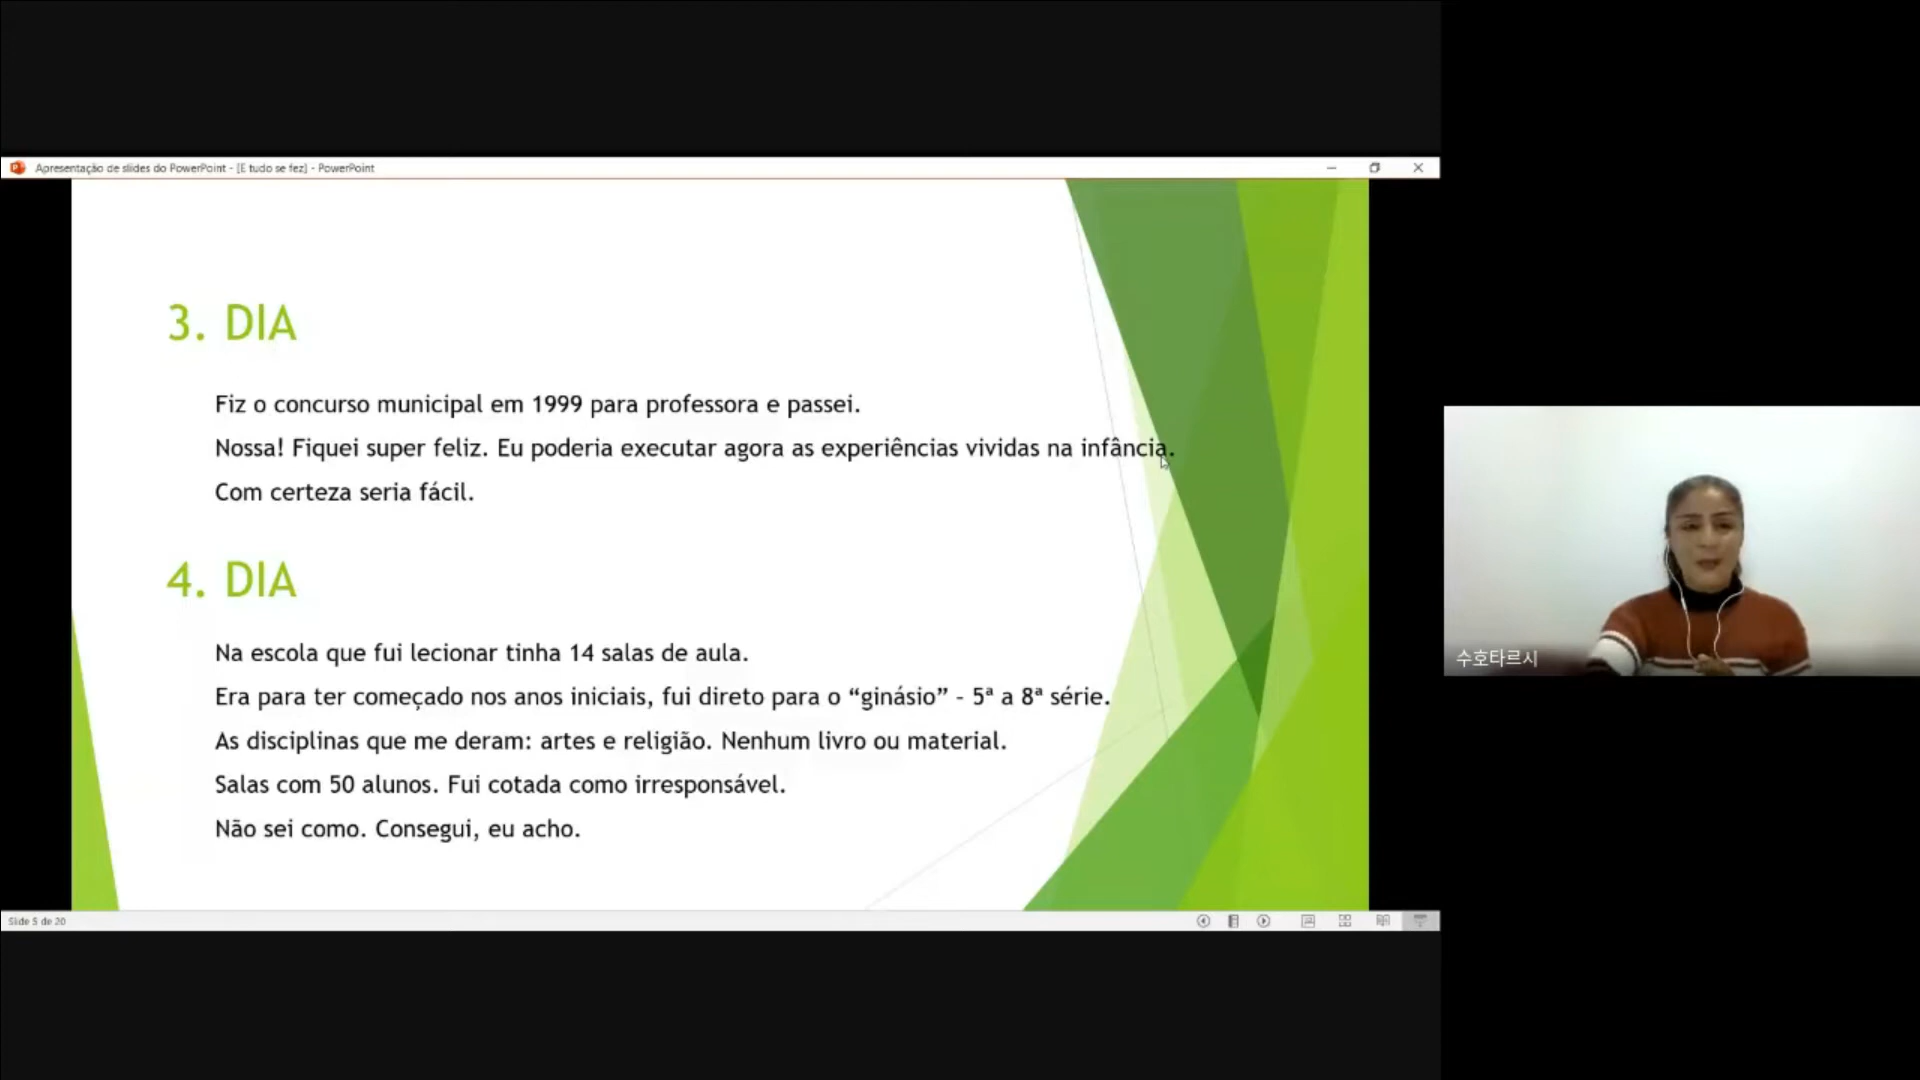 Apresentação de slides do PowerPoint - [E tudo se fez] - PowerPoint
3. DIA
Fiz o concurso municipal em 1999 para professora e passei.
Nossa! Fiquei super feliz. Eu poderia executar agora as experiências vividas na infância.
Com certeza seria fácil.
4. DIA
Na escola que fui lecionar tinha 14 salas de aula.
Era para ter começado nos anos iniciais, fui direto para o “ginásio” – 5ª a 8ª série.
As disciplinas que me deram: artes e religião. Nenhum livro ou material.
Salas com 50 alunos. Fui cotada como irresponsável.
Não sei como. Consegui, eu acho.
수호타르시
Slide 5 de 20